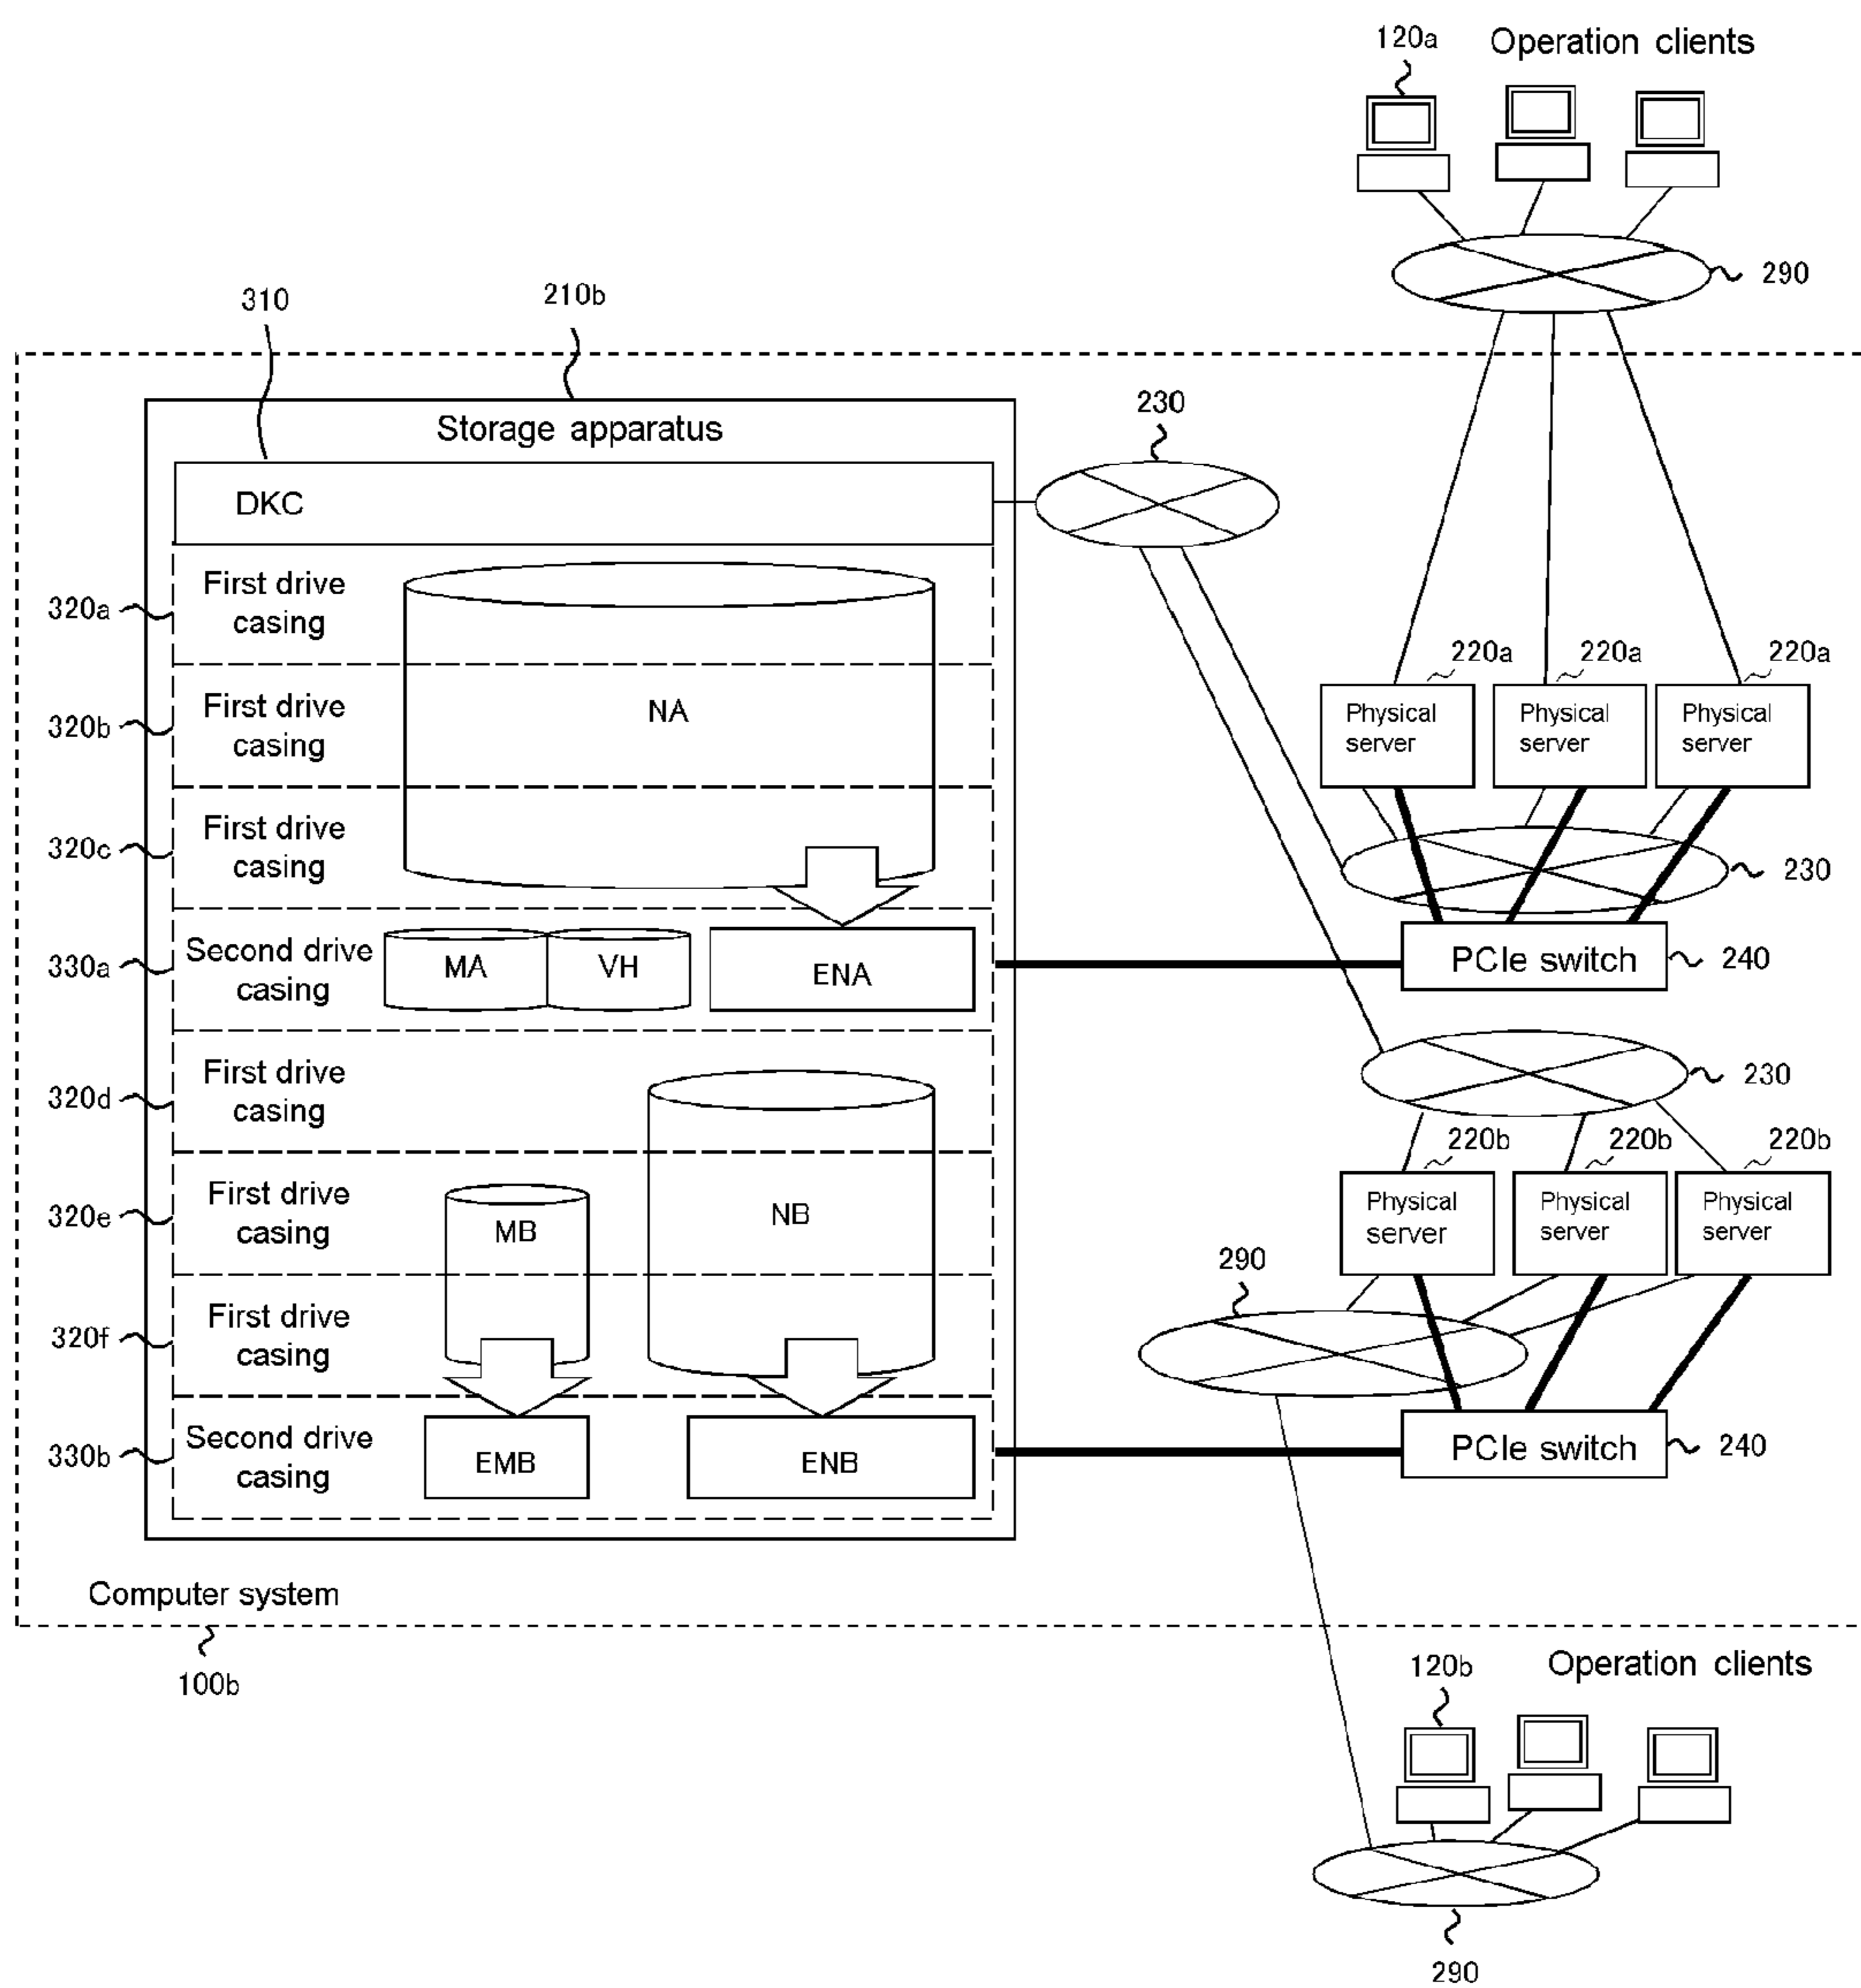 120a
Operation clients
290
310
210b
230
Storage apparatus
DKC
320a
First drive
casing
320b
First drive
casing
NA
220a
220a
220a
Physical
server
Physical
server
Physical
server
320c
First drive
casing
230
330a
Second drive
casing
MA
VH
ENA
PCIe switch
240
320d
First drive
casing
230
220b
220b
220b
320e
First drive
casing
MB
NB
Physical
server
Physical
server
Physical
server
290
320f
First drive
casing
330b
Second drive
casing
EMB
ENB
PCIe switch
240
Computer system
100b
120b
Operation clients
290